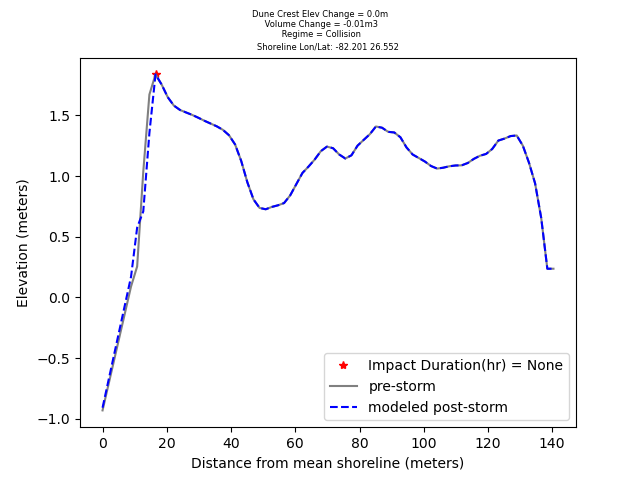 Dune Crest Elev Change = 0.0m
Volume Change = -0.01m3
Regime = Collision
Shoreline Lon/Lat: -82.201 26.552
1.5
1.0
0.5
0.0
−0.5
−1.0
Elevation (meters)
Impact Duration(hr) = None
pre-storm
modeled post-storm
0 20 40 60 80 100 120 140
Distance from mean shoreline (meters)